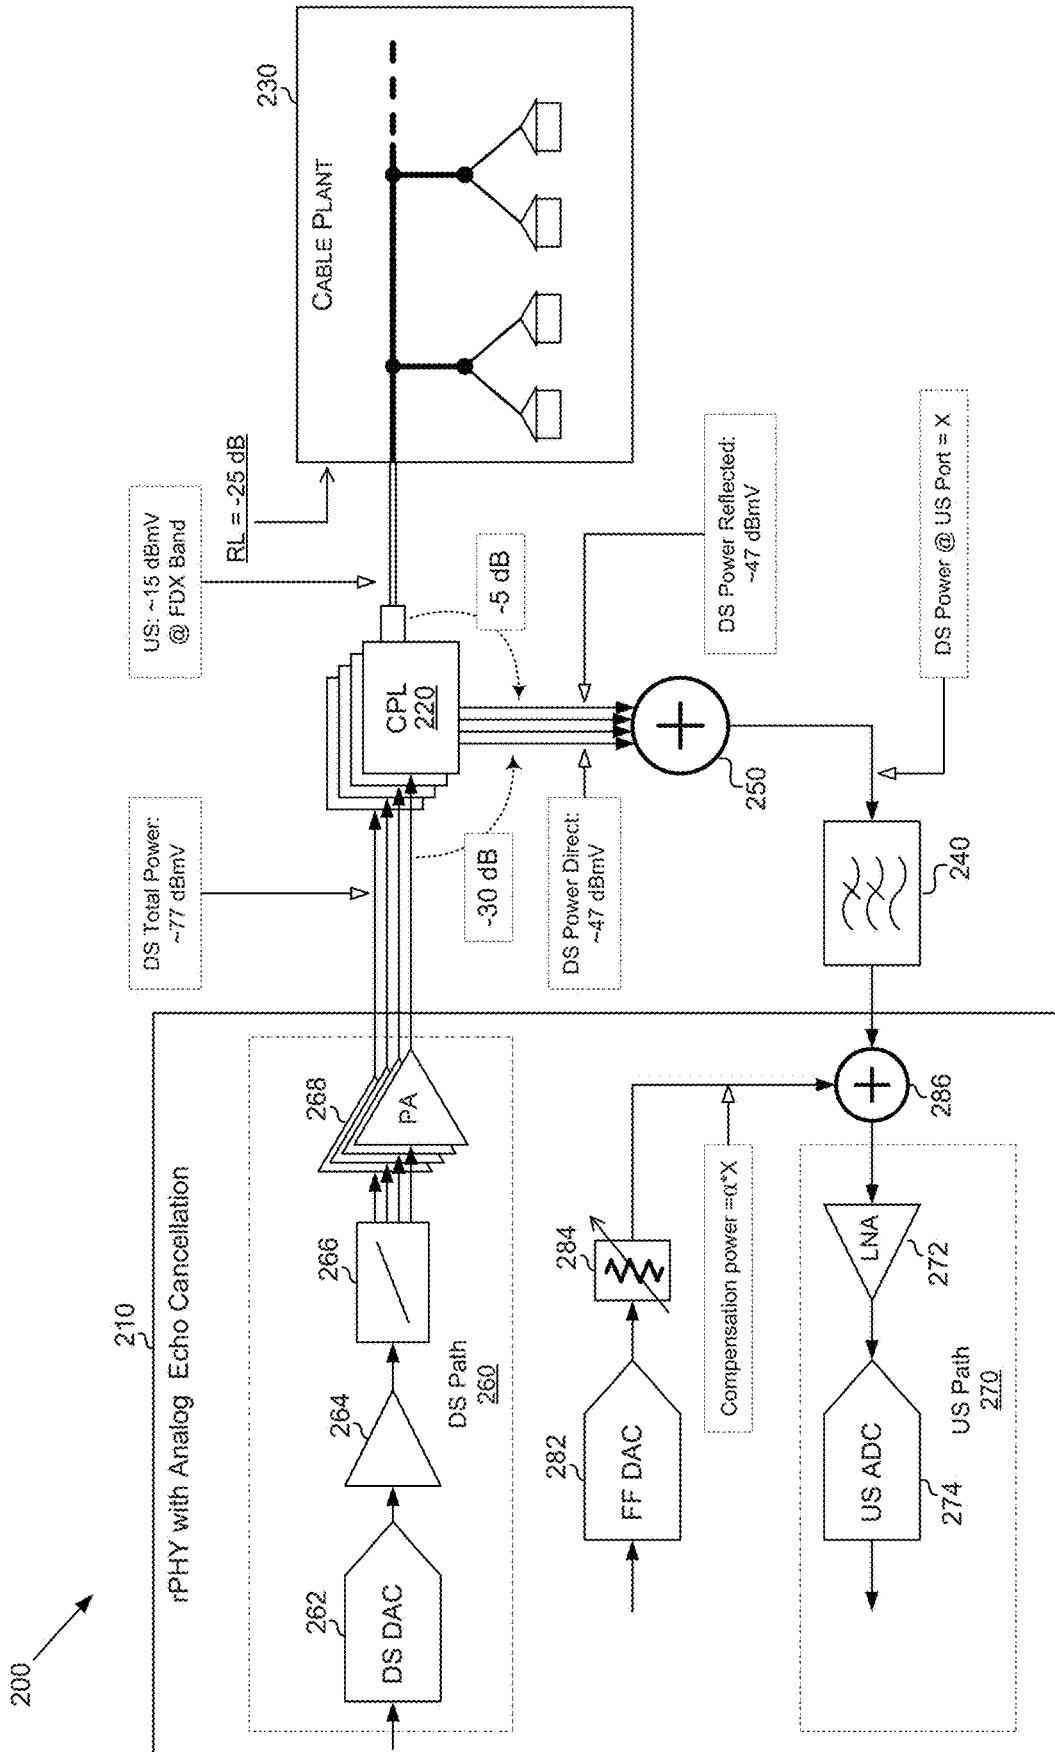 200
210
rPHY with Analog Echo Cancellation
262
DS DAC
264
266
268
PA
DS Path
260
DS Total Power:
~77 dBmV
US: ~15 dBmV
@ FDX Band
RL = -25 dB
230
CABLE PLANT
CPL
220
-30 dB
~5 dB
DS Power Direct:
~47 dBmV
DS Power Reflected:
~47 dBmV
250
DS Power @ US Port = X
240
282
FF DAC
284
Compensation power =α*X
286
LNA
272
US ADC
274
US Path
270